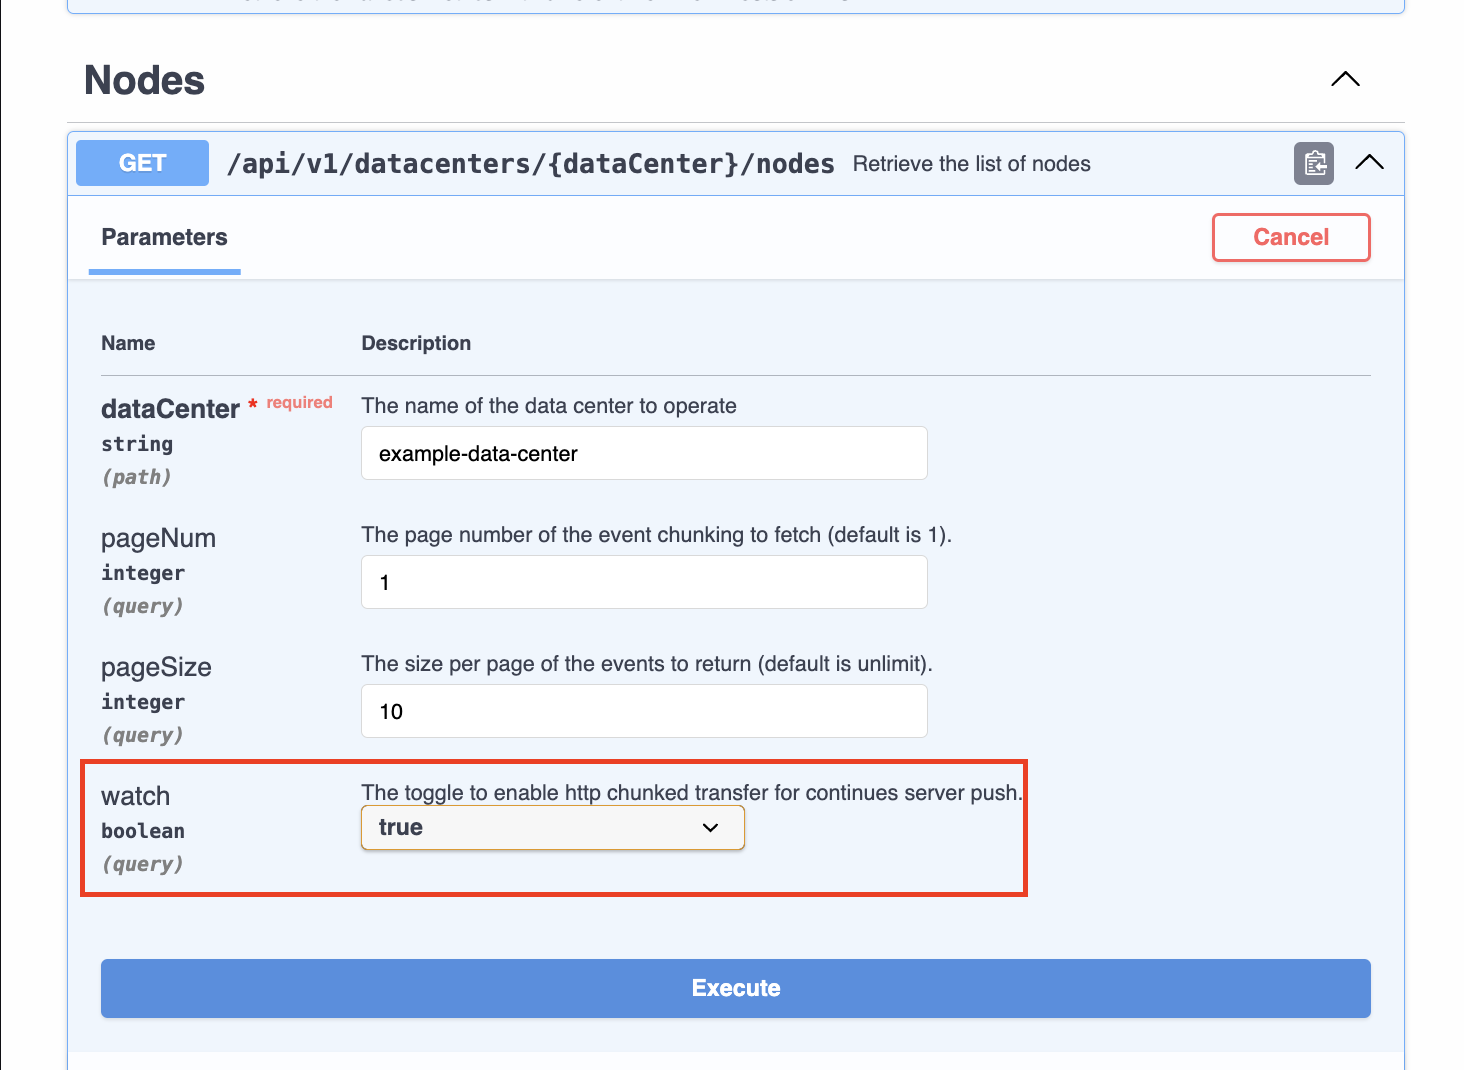 Nodes
GET /api/v1/datacenters/{dataCenter}/nodes Retrieve the list of nodes
Parameters Cancel
Name Description
dataCenter * required The name of the data center to operate
string example-data-center
(path)
pageNum The page number of the event chunking to fetch (default is 1).
integer 1
(query)
pageSize The size per page of the events to return (default is unlimit).
integer 10
(query)
watch The toggle to enable http chunked transfer for continues server push.
boolean true
(query)
Execute